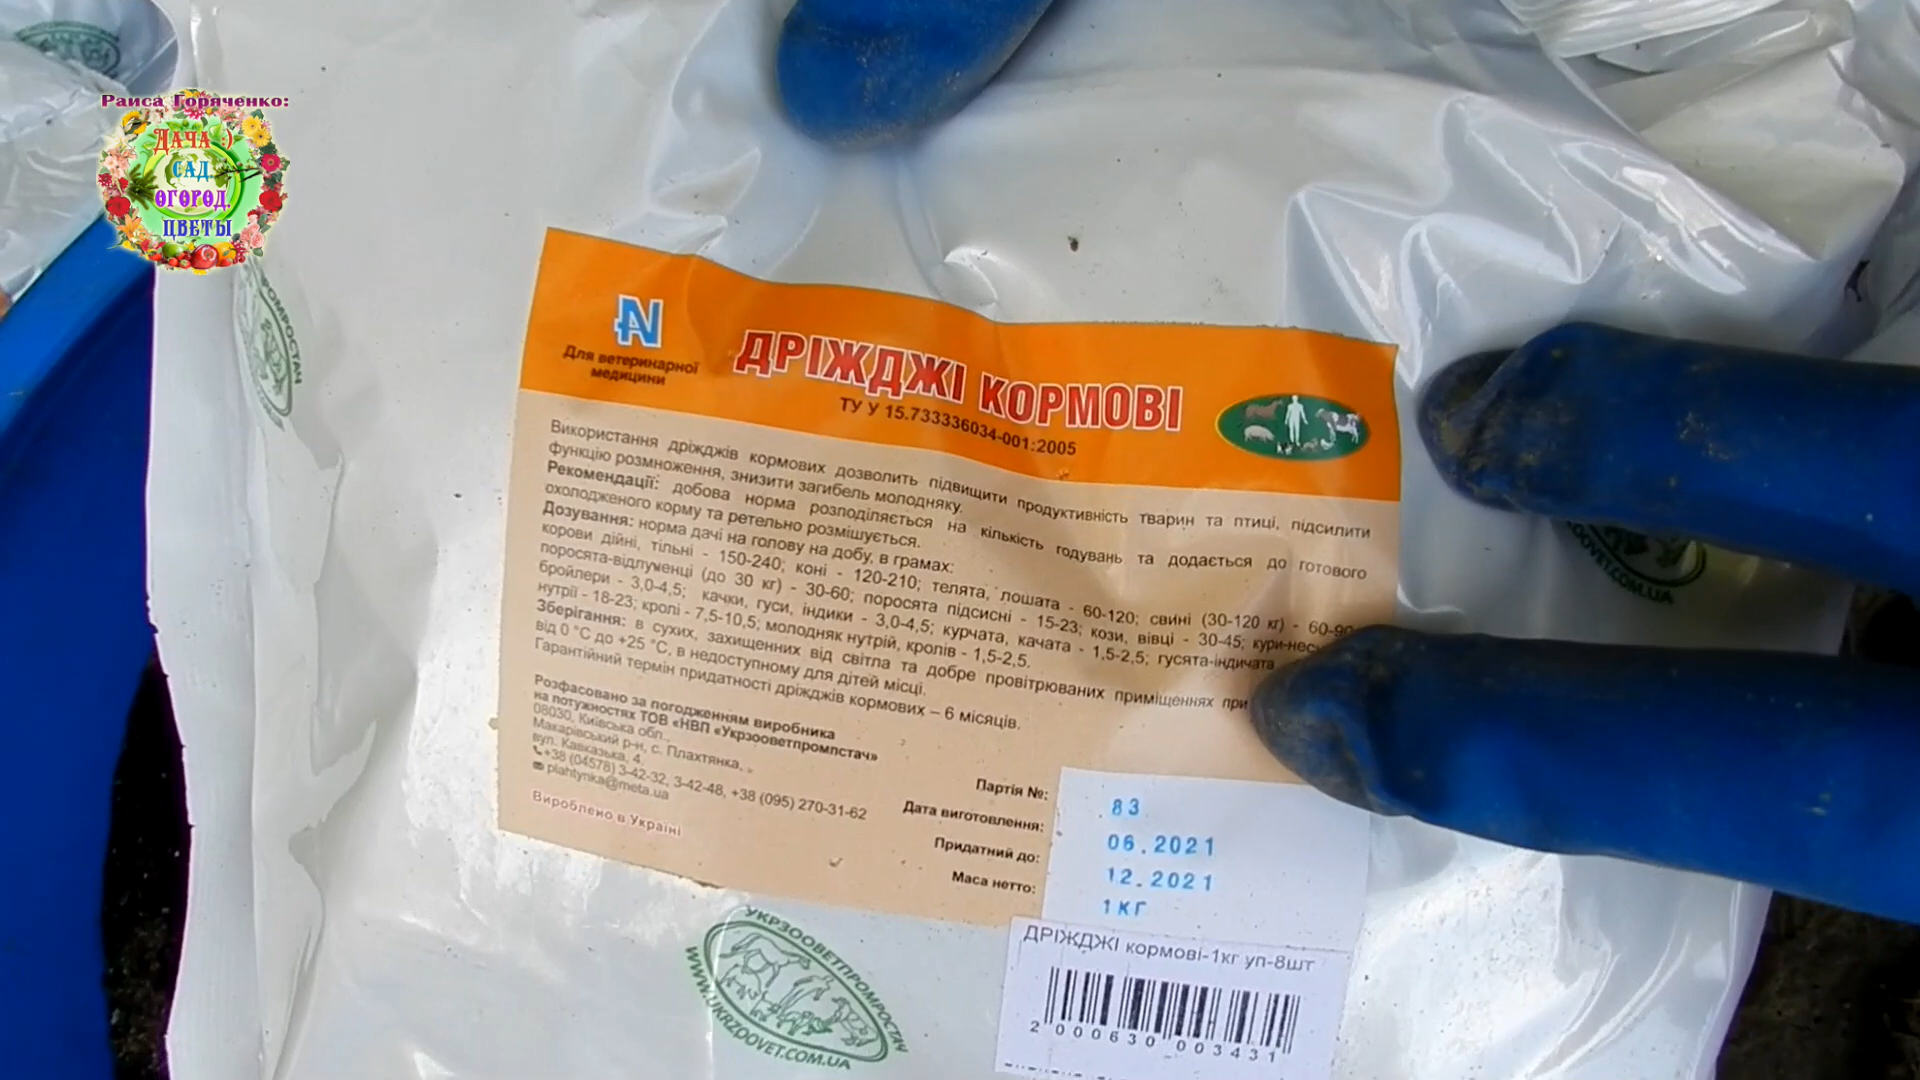 Раиса Горяченко:
Дача :)
САД,
ОГОРОД,
ЦВЕТЫ
Для ветеринарної
медицини
ДРІЖДЖІ КОРМОВІ
ТУ У 15.733336034-001:2005
Використання дріжджів кормових дозволить підвищити продуктивність тварин та птиці, підсилити
функцію розмноження, знизити загибель молодняку.
Рекомендації: добова норма розподіляється на кількість годувань та додається до готового
охолодженого корму та ретельно розмішується.
Дозування: норма дачі на голову на добу, в грамах:
корови дійні, тільні - 150-240; коні - 120-210; телята, лошата - 60-120; свині (30-120 кг) - 60-90
поросята-відлученці (до 30 кг) - 30-60; поросята підсисні - 15-23; кози, вівці - 30-45;
бройлери - 3,0-4,5; качки, гуси, індики - 3,0-4,5; курчата, качата - 1,5-2,5; гусята-індичата
нутрії - 18-23; кролі - 7,5-10,5; молодняк нутрій, кролів - 1,5-2,5.
Зберігання: в сухих, захищенних від світла та добре провітрюваних приміщеннях при
від 0 °С до +25 °С, в недоступному для дітей місці.
Гарантійний термін придатності дріжджів кормових – 6 місяців.
Розфасовано за погодженням виробника
на потужностях ТОВ «НВП «Укрзооветпромпстач»
08030, Київська обл.,
Макарівський р-н, с. Плахтянка,
вул. Кавказька, 4.
+38 (04578) 3-42-32, 3-42-48, +38 (095) 270-31-62
plahtynka@meta.ua
Вироблено в Україні
Партія №: 83
Дата виготовлення: 06.2021
Придатний до: 12.2021
Маса нетто: 1КГ
ДРІЖДЖІ кормові-1кг уп-8шт
2 000630 003431
УКРЗООВЕТПРОМПОСТАЧ
WWW.UKRZOOVET.COM.UA